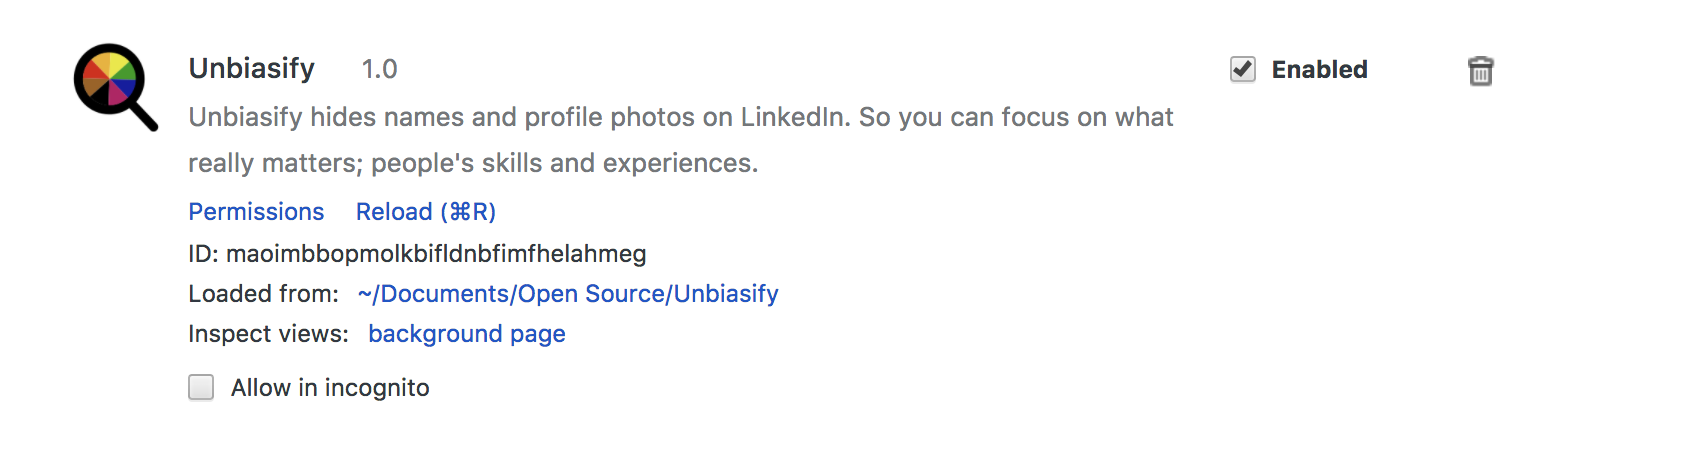 Unbiasify 1.0 Enabled
Unbiasify hides names and profile photos on LinkedIn. So you can focus on what
really matters; people's skills and experiences.
Permissions Reload (⌘R)
ID: maoimbbopmolkbifldnbfimfhelahmeg
Loaded from: ~/Documents/Open Source/Unbiasify
Inspect views: background page
Allow in incognito